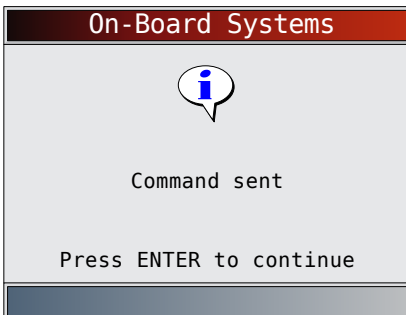 On-Board Systems
i
Command sent
Press ENTER to continue